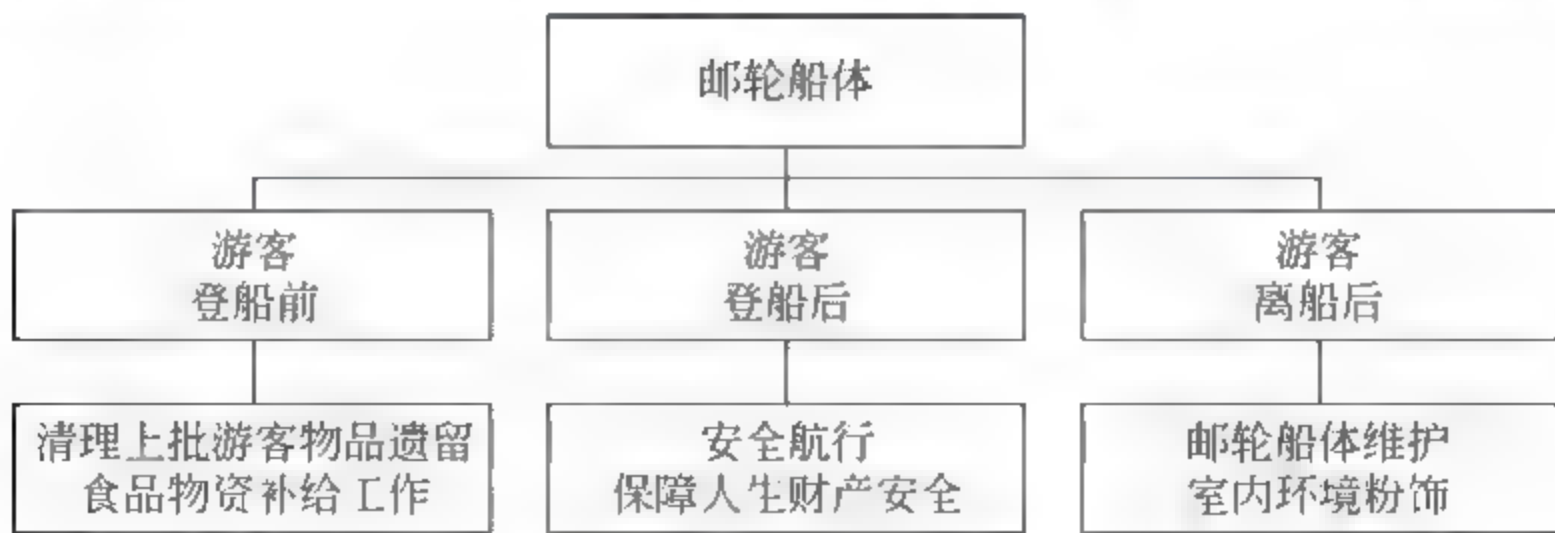 邮轮船体
游客
登船前
游客
登船后
游客
离船后
清理上批游客物品遗留
食品物资补给工作
安全航行
保障人生财产安全
邮轮船体维护
室内环境粉饰